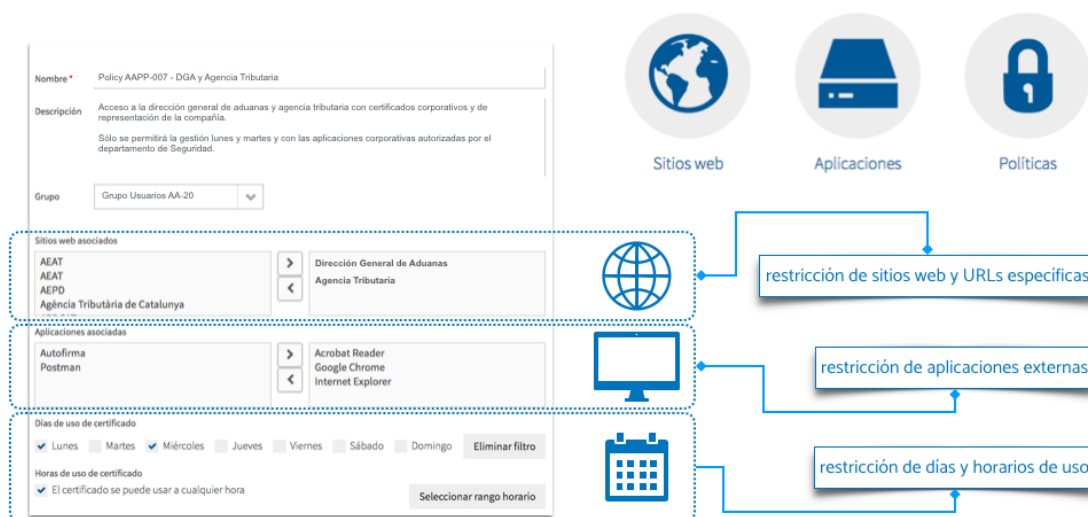 Nombre *
Policy AAPP-007 - DGA y Agencia Tributaria
Descripción
Acceso a la dirección general de aduanas y agencia tributaria con certificados corporativos y de
representación de la compañía.
Sólo se permitirá la gestión lunes y martes y con las aplicaciones corporativas autorizadas por el
departamento de Seguridad.
Grupo
Grupo Usuarios AA-20
Sitios web
Aplicaciones
Políticas
Sitios web asociados
AEAT
AEAT
AEPD
Agència Tributària de Catalunya
Dirección General de Aduanas
Agencia Tributaria
restricción de sitios web y URLs específicas
Aplicaciones asociadas
Autofirma
Postman
Acrobat Reader
Google Chrome
Internet Explorer
restricción de aplicaciones externas
Días de uso de certificado
Lunes Martes Miércoles Jueves Viernes Sábado Domingo Eliminar filtro
Horas de uso de certificado
El certificado se puede usar a cualquier hora
Seleccionar rango horario
restricción de días y horarios de uso